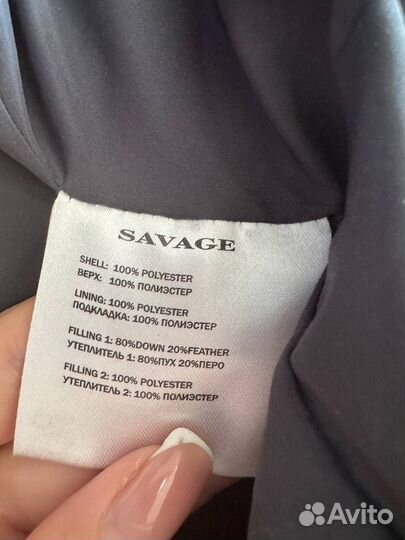 SAVAGE
SHELL: 100% POLYESTER
ВЕРХ: 100% ПОЛИЭСТЕР
LINING: 100% POLYESTER
ПОДКЛАДКА: 100% ПОЛИЭСТЕР
FILLING 1: 80%DOWN 20%FEATHER
УТЕПЛИТЕЛЬ 1: 80%ПУХ 20%ПЕРО
FILLING 2: 100% POLYESTER
УТЕПЛИТЕЛЬ 2: 100% ПОЛИЭСТЕР
Avito